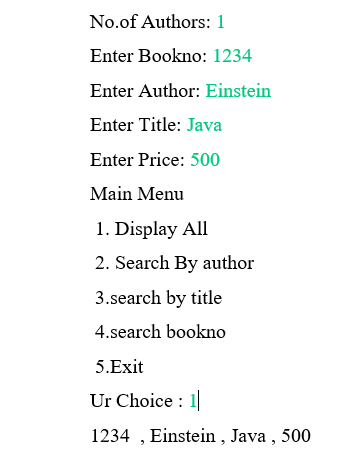 No.of Authors: 1
Enter Bookno: 1234
Enter Author: Einstein
Enter Title: Java
Enter Price: 500
Main Menu
1. Display All
2. Search By author
3.search by title
4.search bookno
5.Exit
Ur Choice : 1
1234 , Einstein , Java , 500